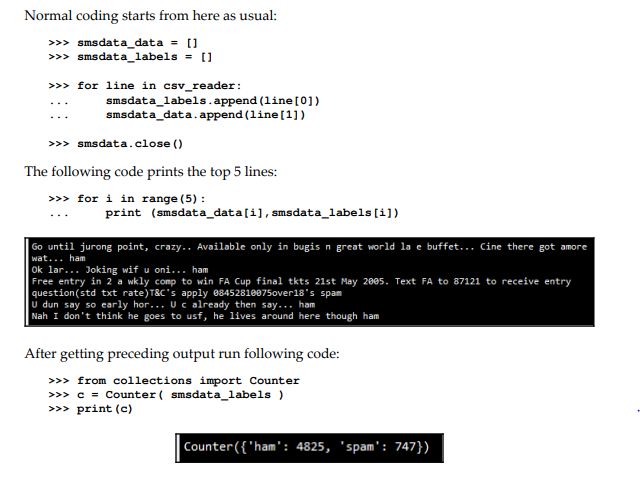 Normal coding starts from here as usual:
>>> smsdata_data = []
>>> smsdata_labels = []
>>> for line in csv_reader:
... smsdata_labels.append(line[0])
... smsdata_data.append(line[1])
>>> smsdata.close()
The following code prints the top 5 lines:
>>> for i in range(5):
... print (smsdata_data[i],smsdata_labels[i])
Go until jurong point, crazy.. Available only in bugis n great world la e buffet... Cine there got amore
wat... ham
Ok lar... Joking wif u oni... ham
Free entry in 2 a wkly comp to win FA Cup final tkts 21st May 2005. Text FA to 87121 to receive entry
question(std txt rate)T&C's apply 08452810075over18's spam
U dun say so early hor... U c already then say... ham
Nah I don't think he goes to usf, he lives around here though ham
After getting preceding output run following code:
>>> from collections import Counter
>>> c = Counter( smsdata_labels )
>>> print(c)
Counter({'ham': 4825, 'spam': 747})